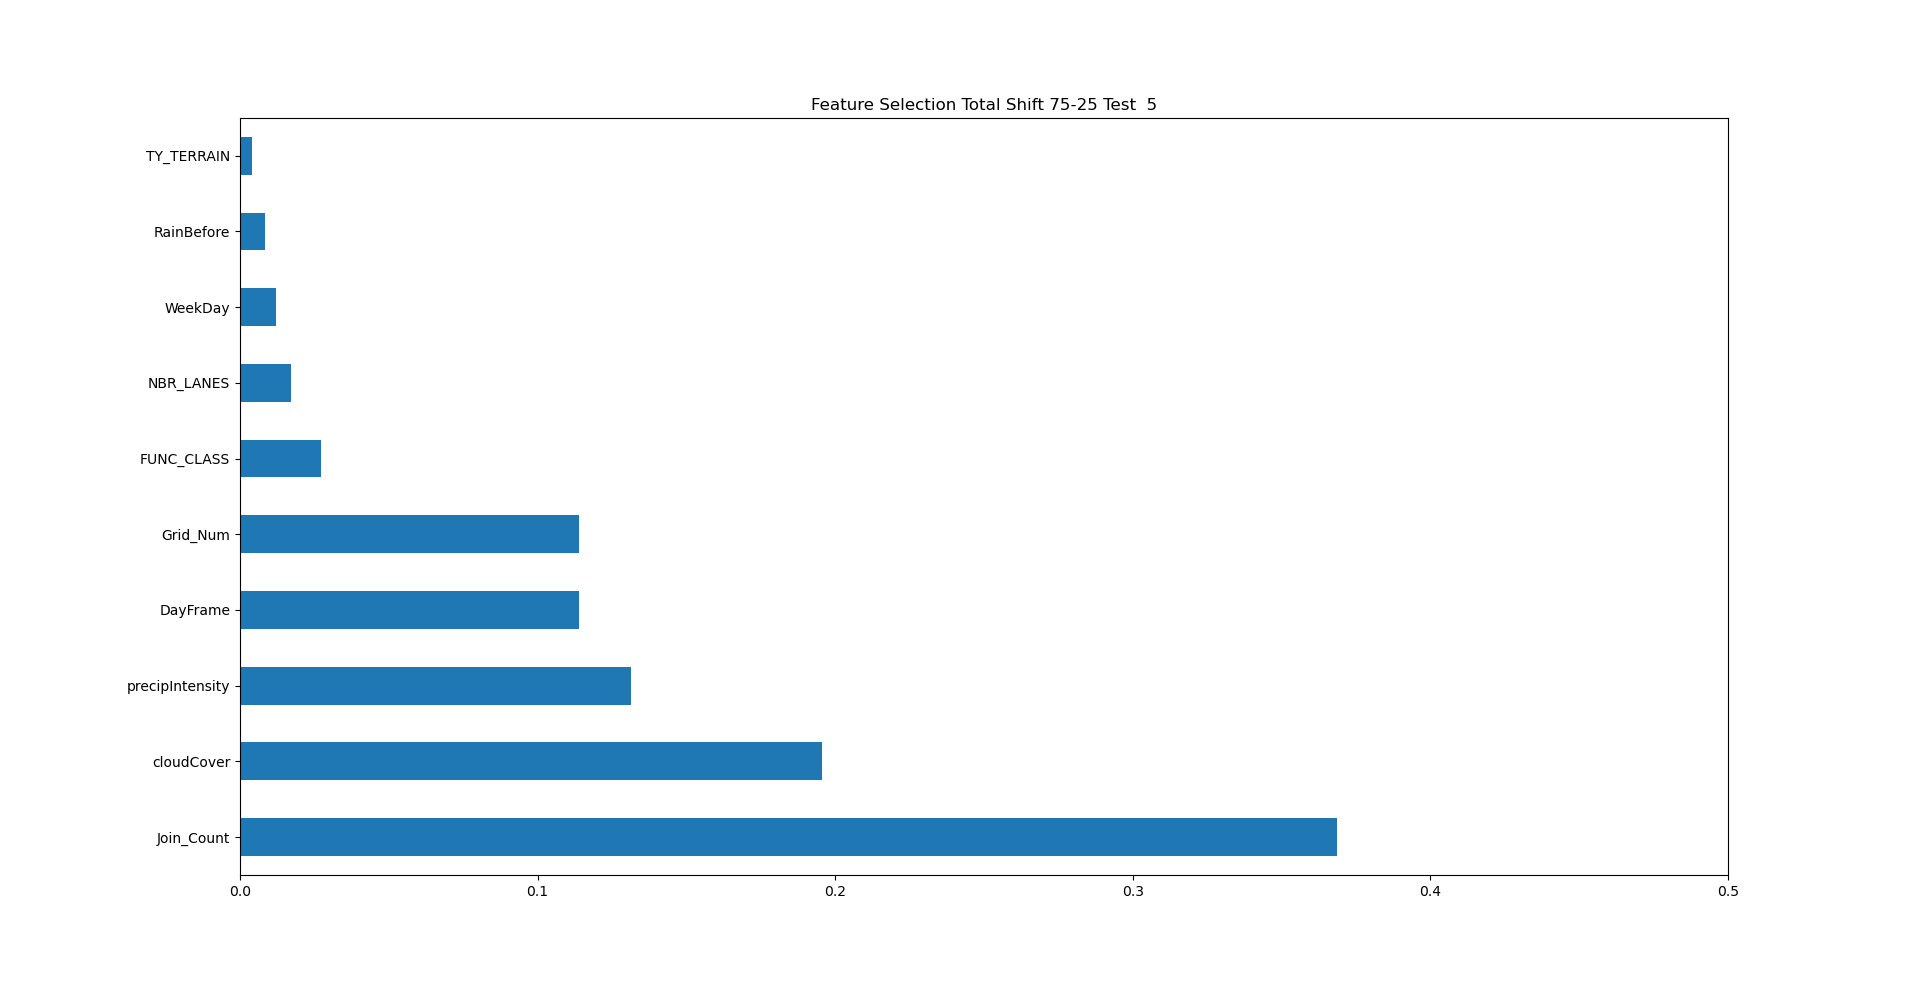 Feature Selection Total Shift 75-25 Test  5
TY_TERRAIN
RainBefore
WeekDay
NBR_LANES
FUNC_CLASS
Grid_Num
DayFrame
precipIntensity
cloudCover
Join_Count
0.0 0.1 0.2 0.3 0.4 0.5